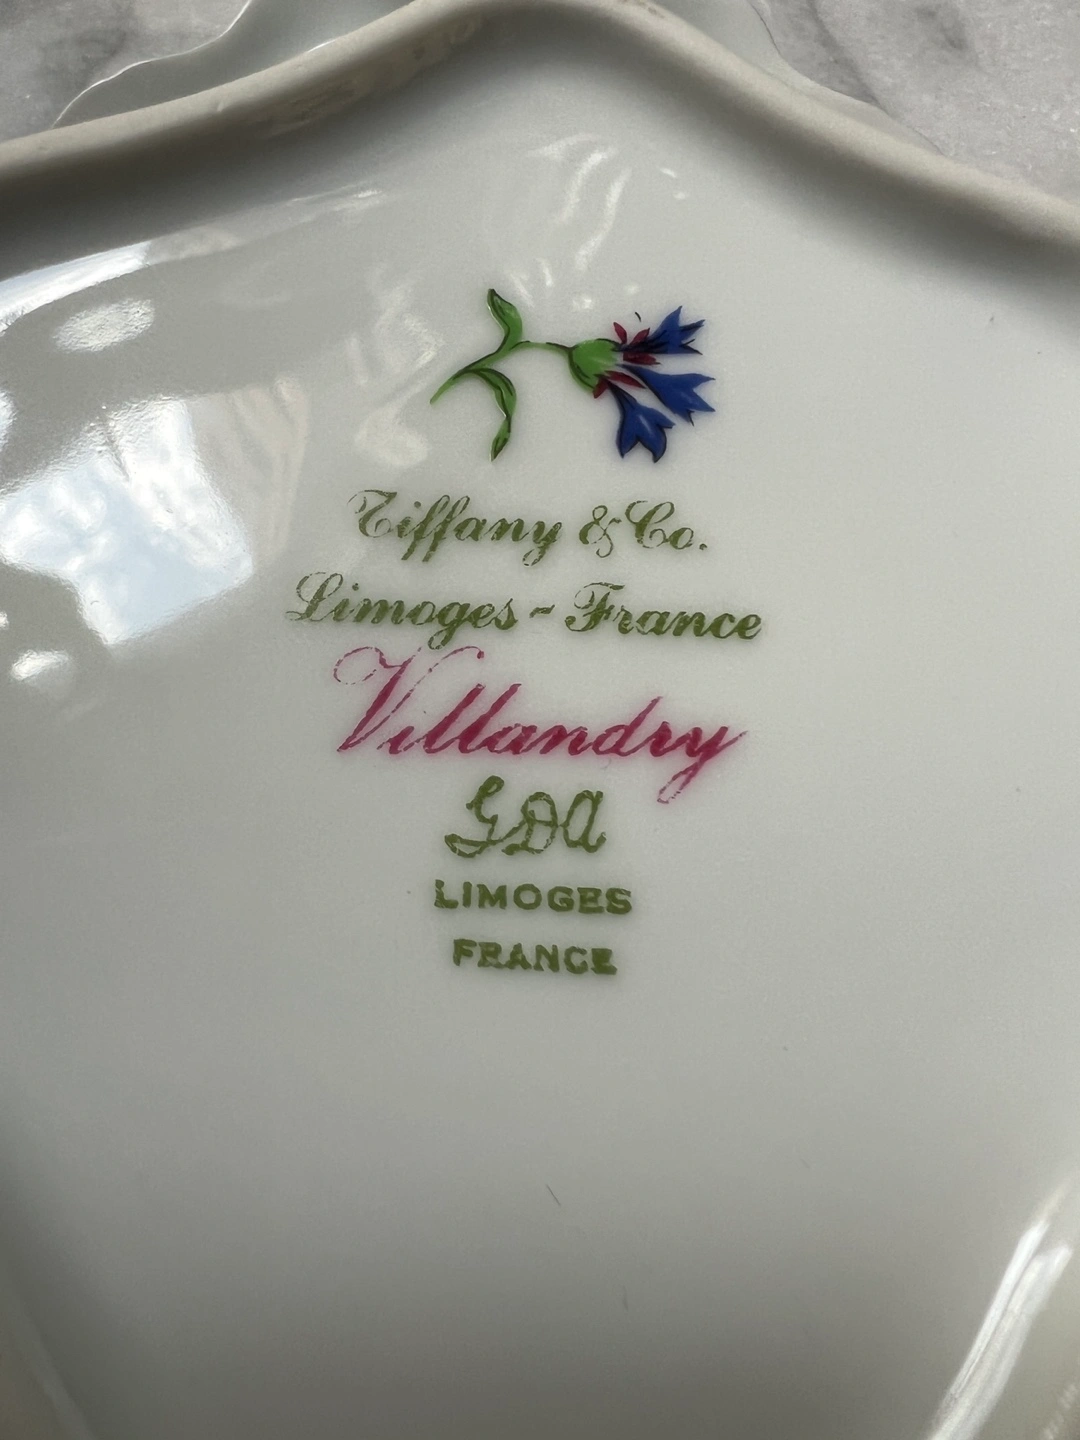 Tiffany & Co.
Limoges - France
Villandry
GDA
LIMOGES
FRANCE